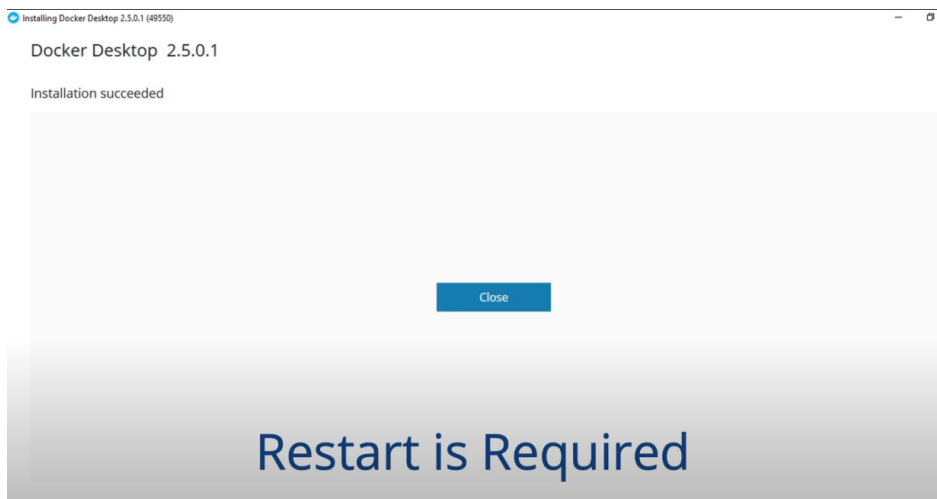 Installing Docker Desktop 2.5.0.1 (49550)
Docker Desktop 2.5.0.1
Installation succeeded
Close
Restart is Required